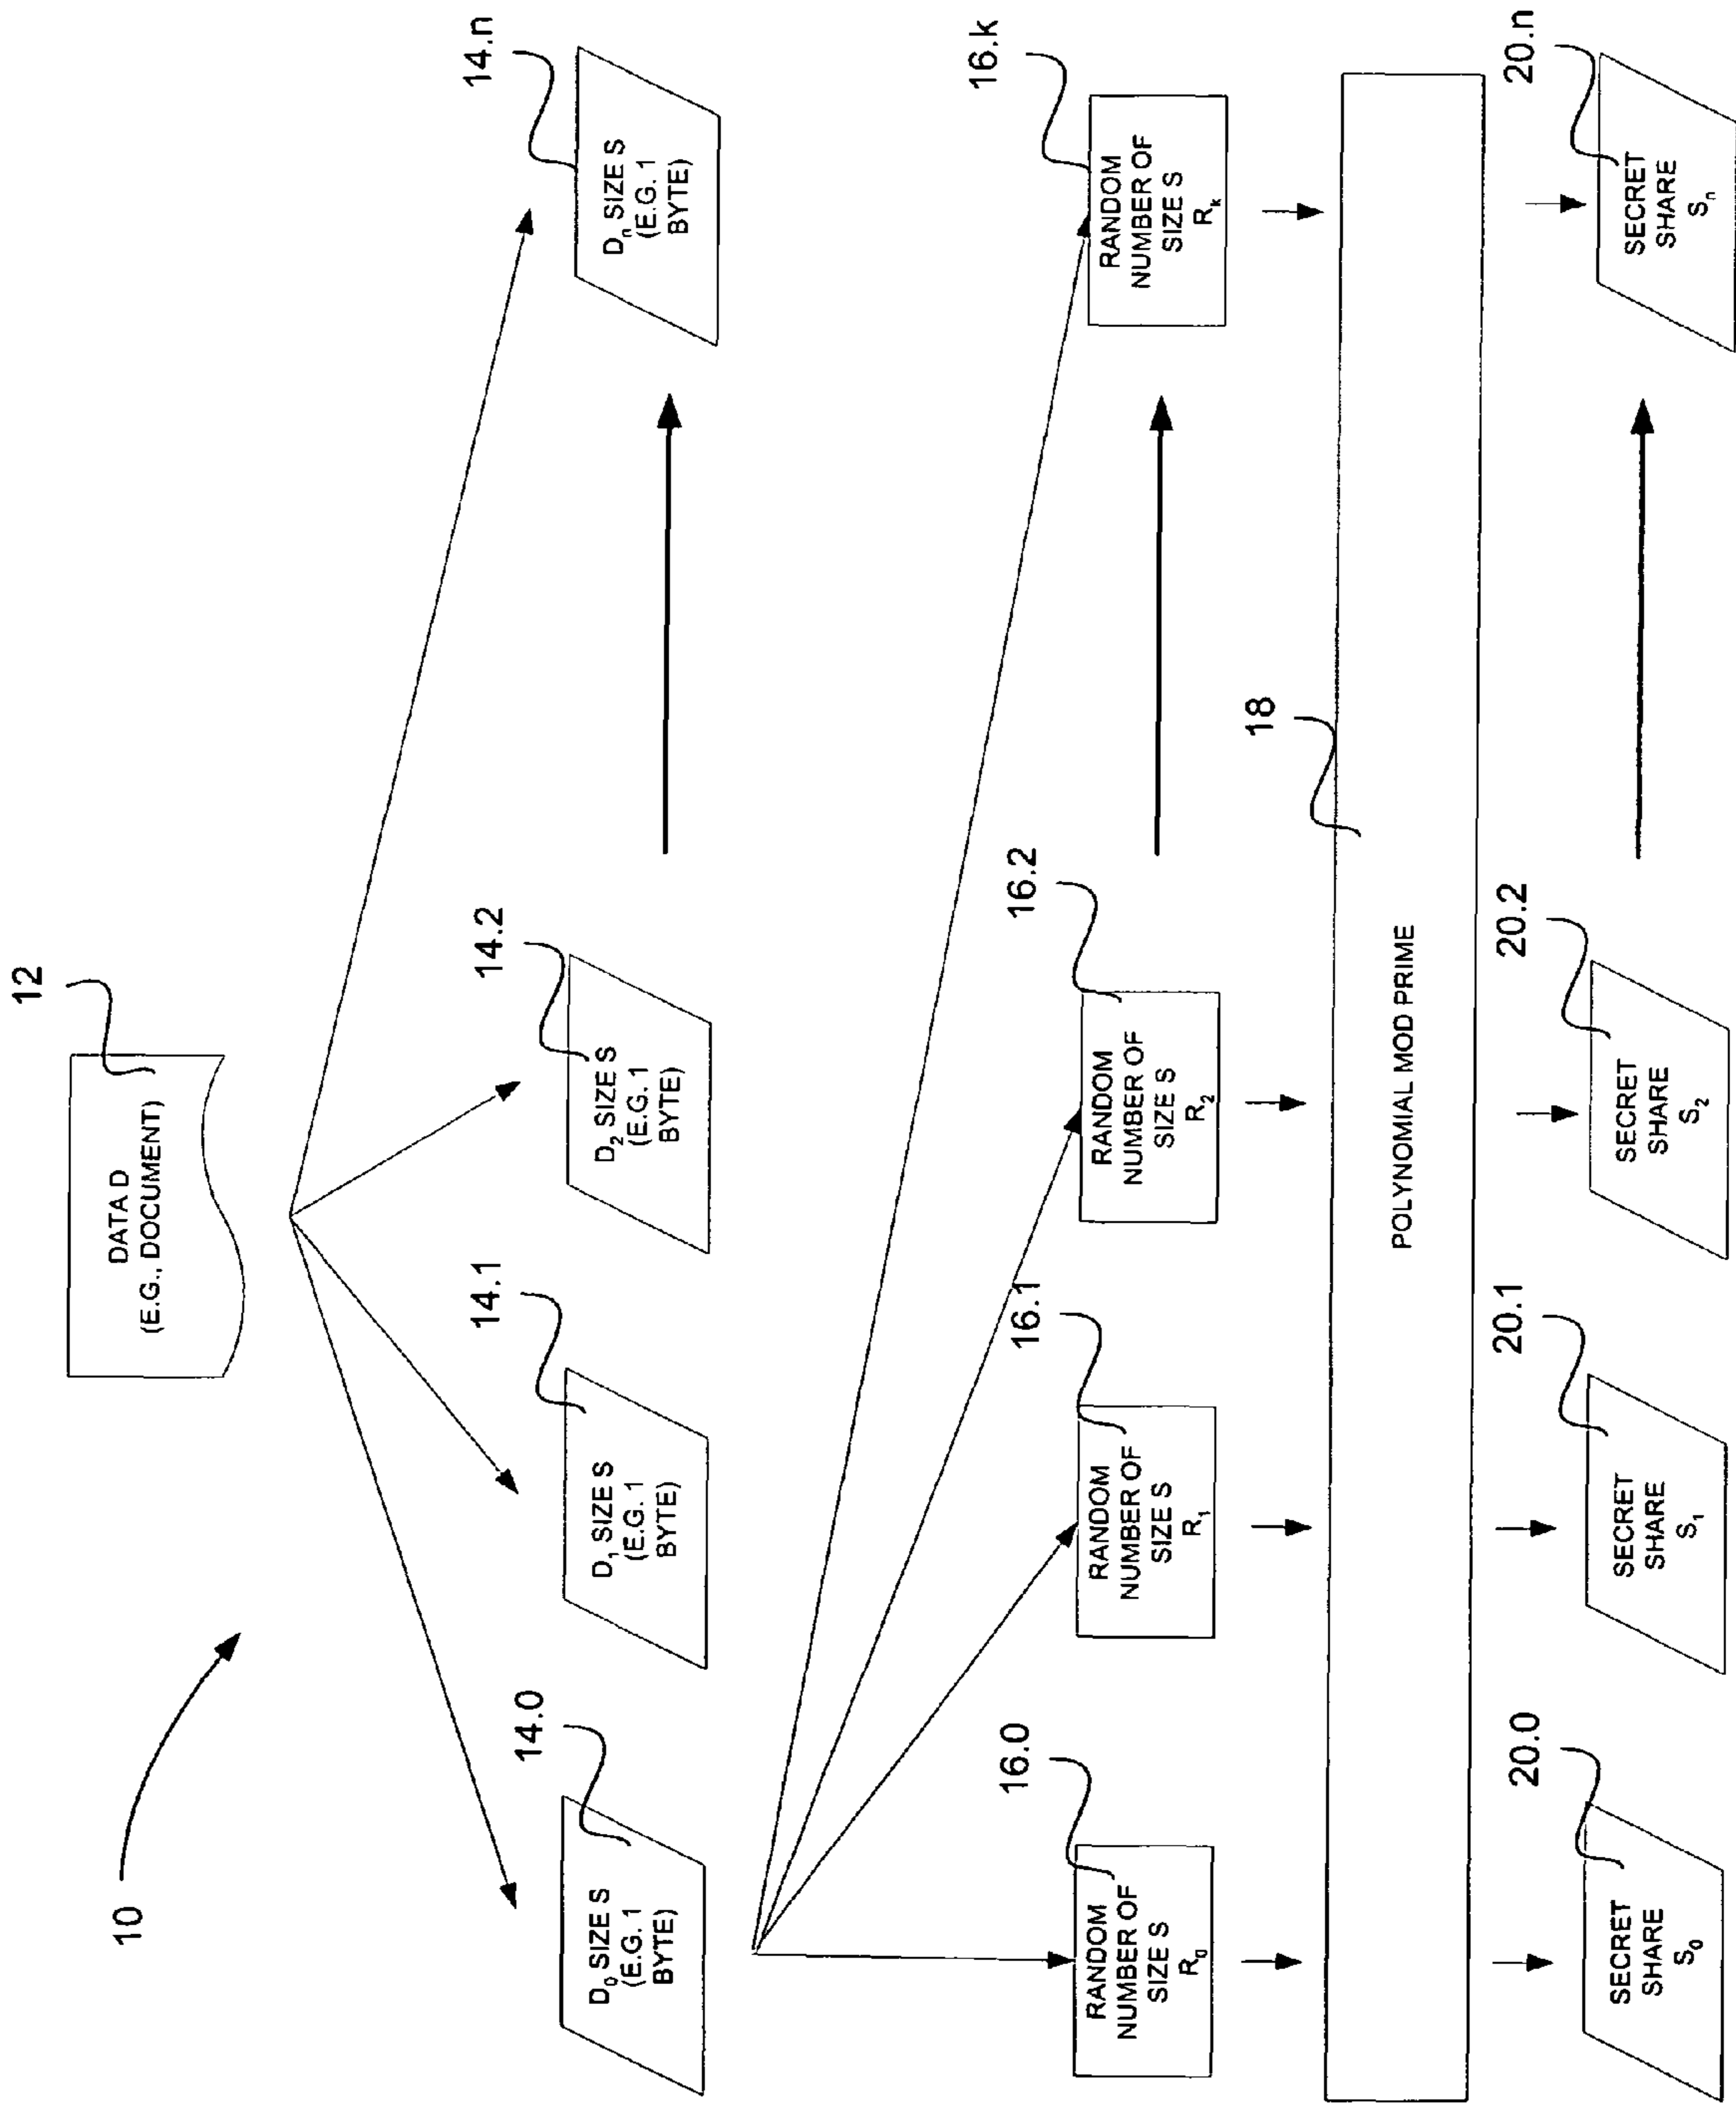 10
12
DATA D
(E.G., DOCUMENT)
14.0
D₀ SIZE S
(E.G. 1
BYTE)
14.1
D₁ SIZE S
(E.G. 1
BYTE)
14.2
D₂ SIZE S
(E.G. 1
BYTE)
14.n
Dₙ SIZE S
(E.G. 1
BYTE)
16.0
RANDOM
NUMBER OF
SIZE S
R₀
16.1
RANDOM
NUMBER OF
SIZE S
R₁
16.2
RANDOM
NUMBER OF
SIZE S
R₂
16.k
RANDOM
NUMBER OF
SIZE S
Rₖ
18
POLYNOMIAL MOD PRIME
20.0
SECRET
SHARE
S₀
20.1
SECRET
SHARE
S₁
20.2
SECRET
SHARE
S₂
20.n
SECRET
SHARE
Sₙ